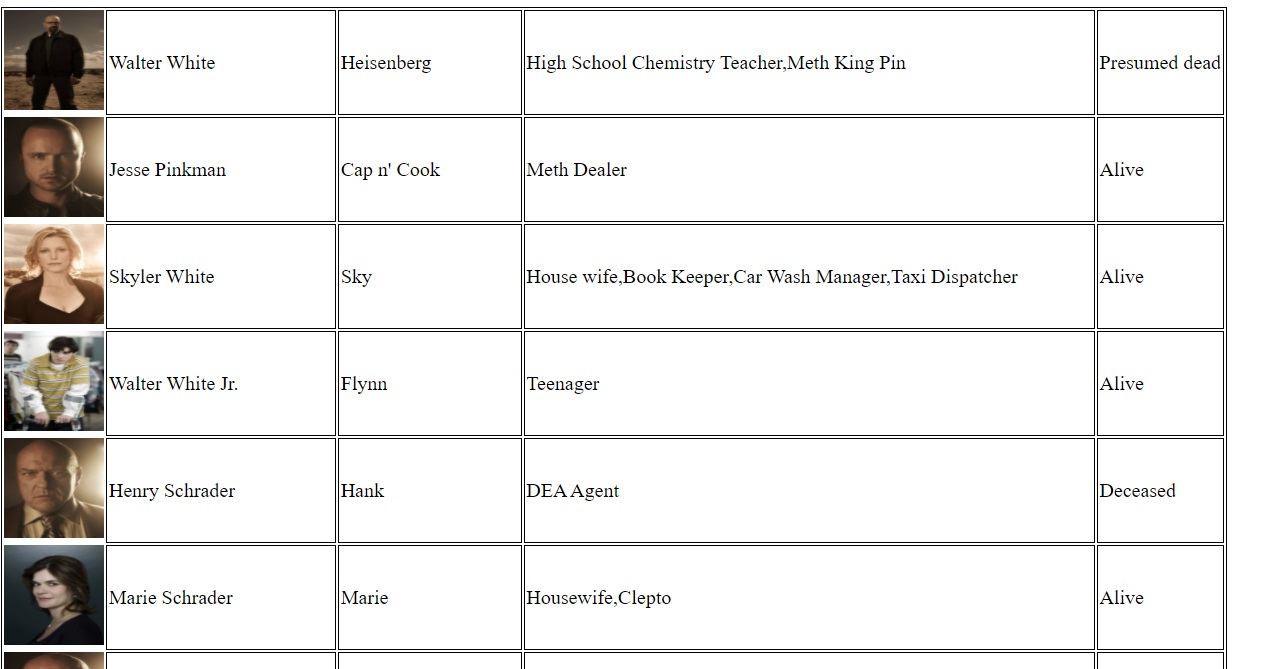 Walter White Heisenberg High School Chemistry Teacher,Meth King Pin Presumed dead
Jesse Pinkman Cap n' Cook Meth Dealer Alive
Skyler White Sky House wife,Book Keeper,Car Wash Manager,Taxi Dispatcher Alive
Walter White Jr. Flynn Teenager Alive
Henry Schrader Hank DEA Agent Deceased
Marie Schrader Marie Housewife,Clepto Alive